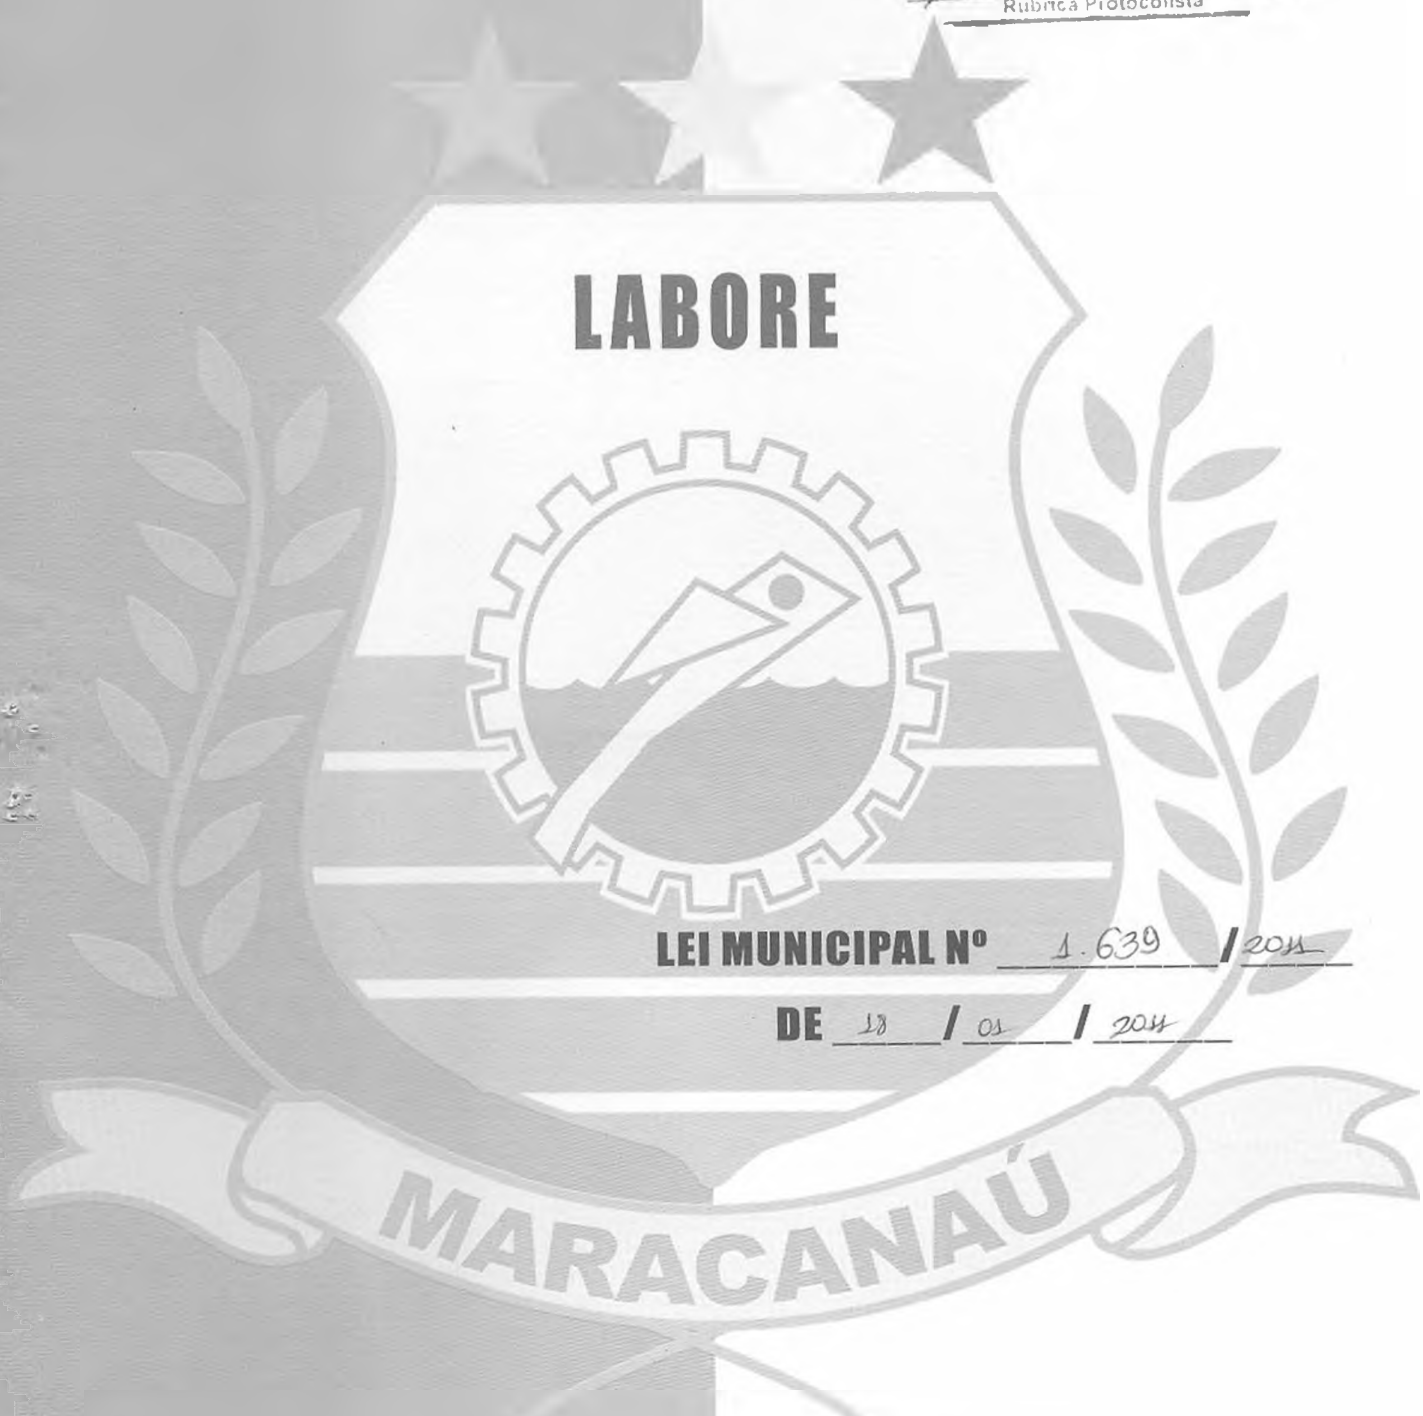 Rubrica Protocolista
LABORE
LEI MUNICIPAL Nº 1.639 / 2011
DE 18 / 01 / 2011
MARACANAÚ